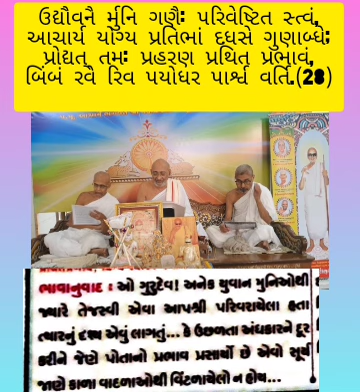 ઉદ્યૌવનૈ ર્મુનિ ગણૈઃ પરિવેષ્ટિત સ્ત્વં,
આચાર્ય યોગ્ય પ્રતિભાં દધસે ગુણાબ્ધે;
પ્રોદ્યત્ તમઃ પ્રહરણ પ્રથિત પ્રભાવં,
બિંબં રવે રિવ પયોધર પાર્શ્વ વર્તિ.(28)
ભાવાનુવાદ : ઓ ગુરુદેવ! અનેક યુવાન મુનિઓથી
જ્યારે તેજસ્વી એવા આપશ્રી પરિવરાયેલા હતા
ત્યારનું દૃશ્ય એવું લાગતું... કે ઉછળતા અંધકારને દૂર
કરીને જેણે પોતાનો પ્રભાવ પ્રસાર્યો છે એવો સૂર્ય
જાણે કાળા વાદળાઓથી વિંટળાયેલો ન હોય...